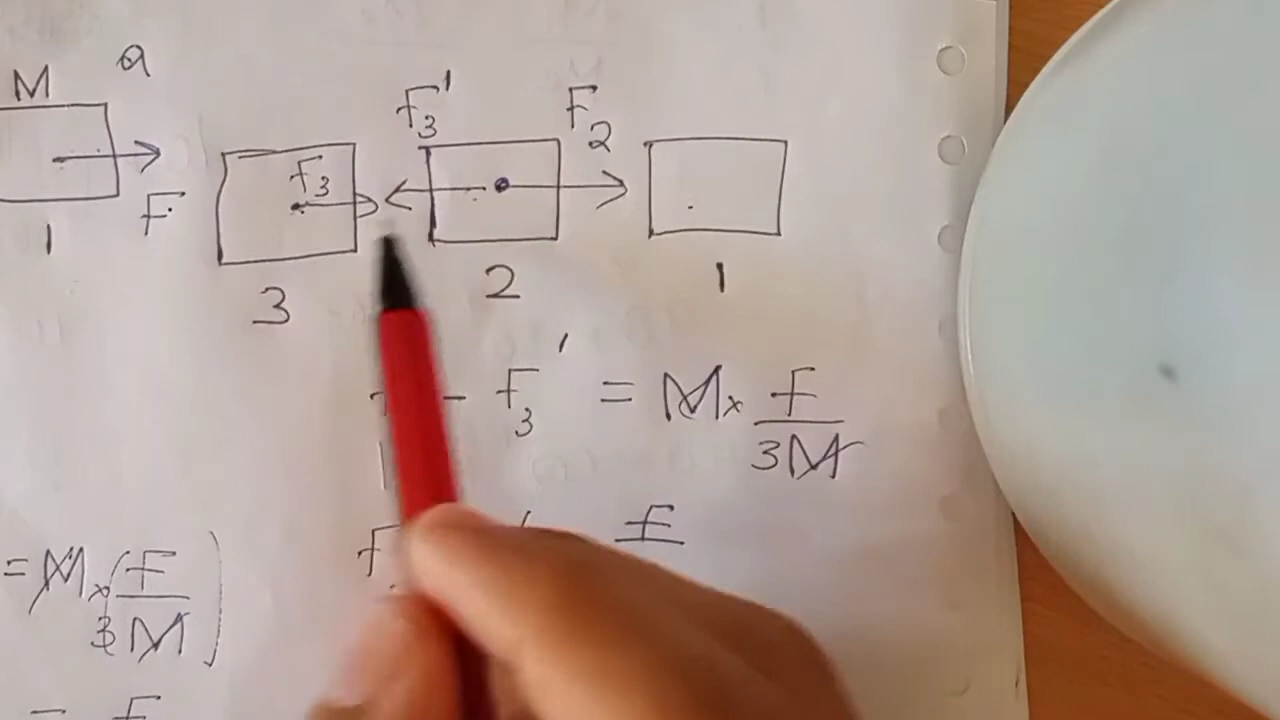 M a
F
1
F₃' F₂
F₃
3 2 1
- F₃' = M × F/3M
F
= M × (F/3M)
= F